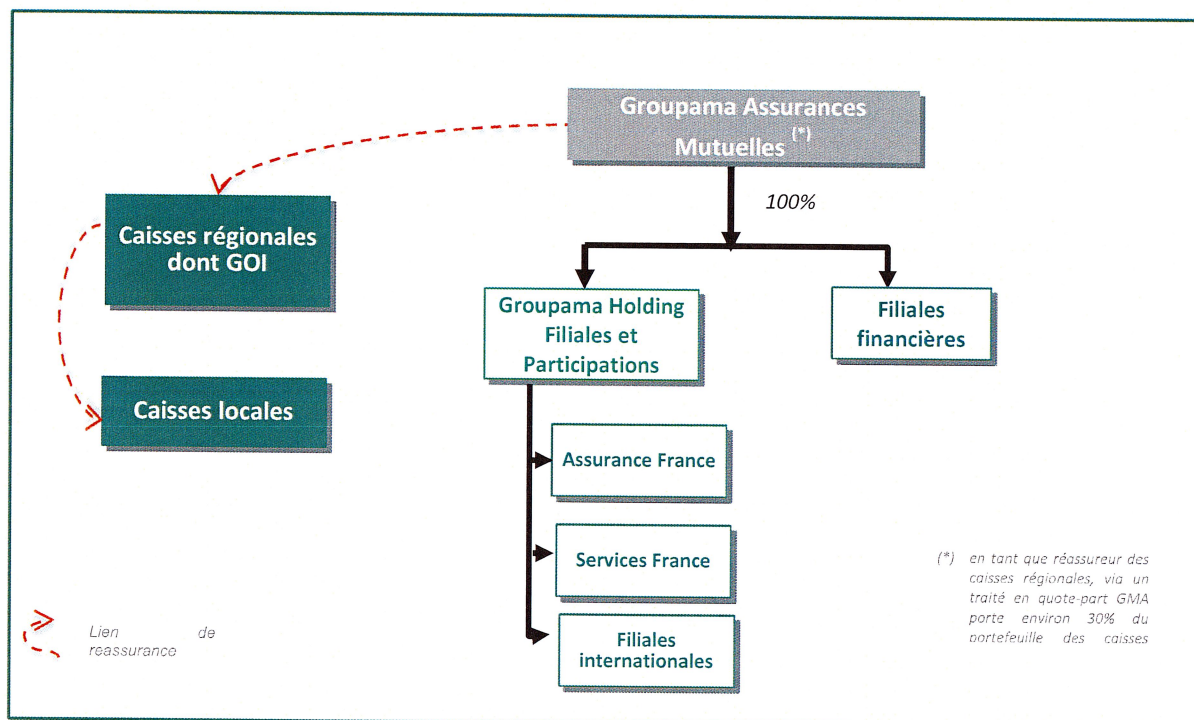 Groupama Assurances
Mutuelles (*)
100%
Caisses régionales
dont GOI
Groupama Holding
Filiales et
Participations
Filiales
financières
Caisses locales
Assurance France
Services France
Filiales
internationales
(*) en tant que réassureur des
caisses régionales, via un
traité en quote-part GMA
porte environ 30% du
portefeuille des caisses
Lien de
reassurance